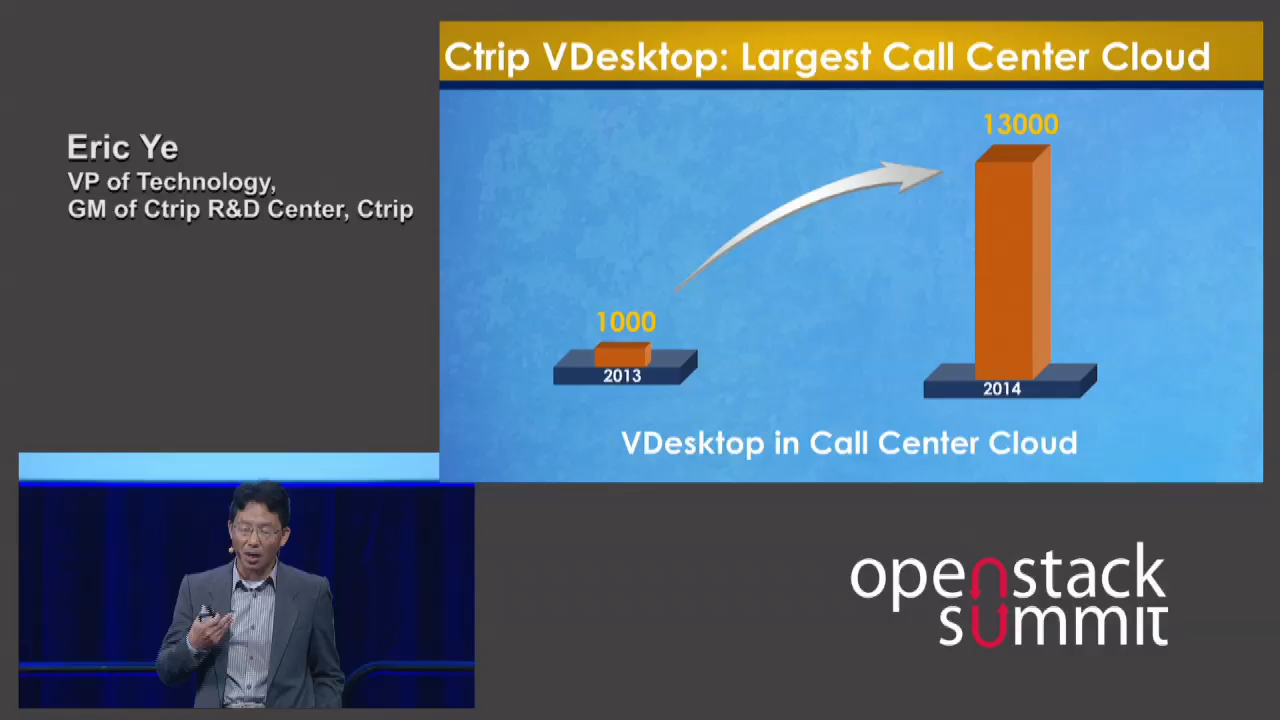 Ctrip VDesktop: Largest Call Center Cloud
Eric Ye
VP of Technology,
GM of Ctrip R&D Center, Ctrip
13000
1000
2013
2014
VDesktop in Call Center Cloud
openstack
summit